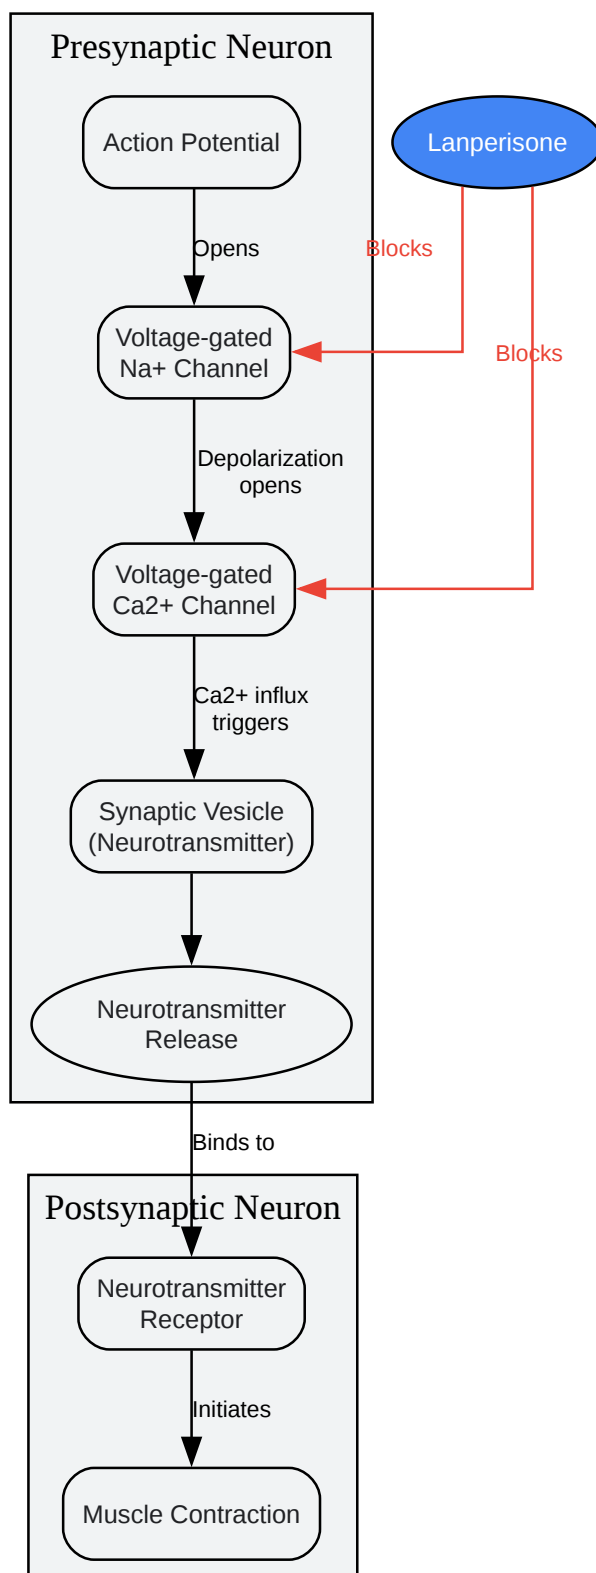 Presynaptic Neuron
Action Potential
Lanperisone
Opens
Blocks
Voltage-gated
Na+ Channel
Blocks
Depolarization
opens
Voltage-gated
Ca2+ Channel
Ca2+ influx
triggers
Synaptic Vesicle
(Neurotransmitter)
Neurotransmitter
Release
Binds to
Postsynaptic Neuron
Neurotransmitter
Receptor
Initiates
Muscle Contraction